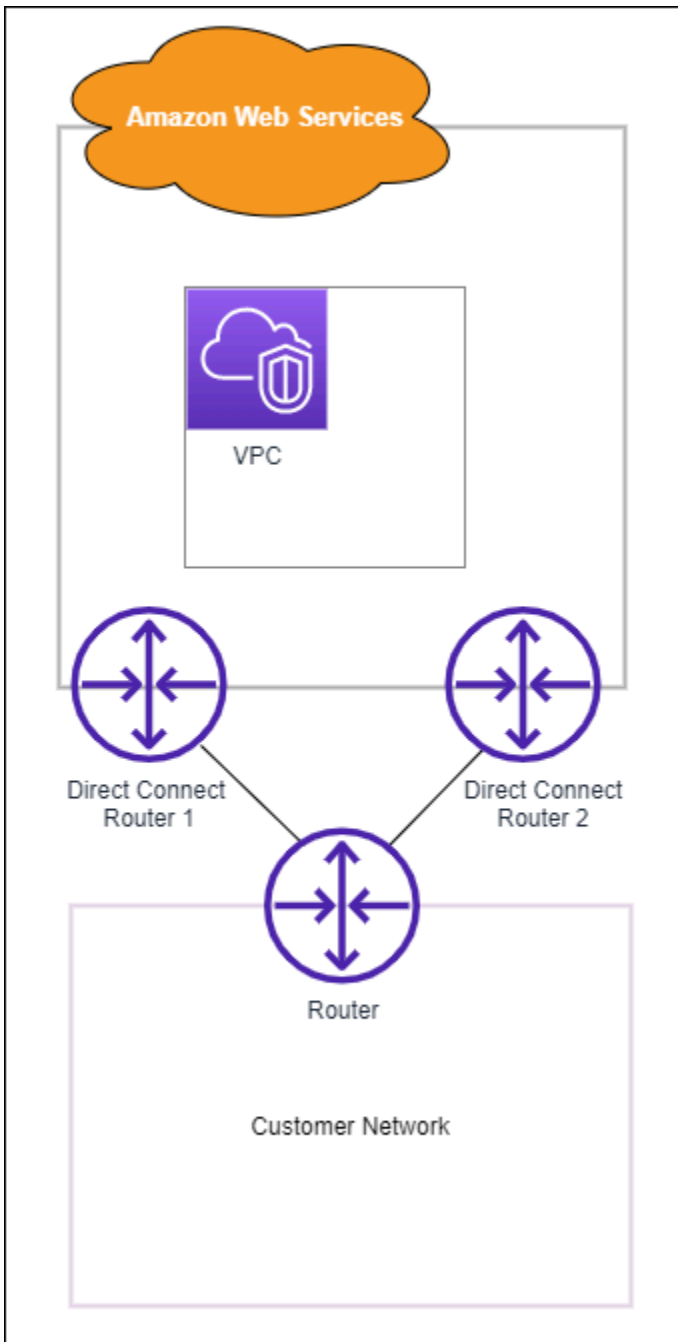 Amazon Web Services
VPC
Direct Connect
Router 1
Direct Connect
Router 2
Router
Customer Network